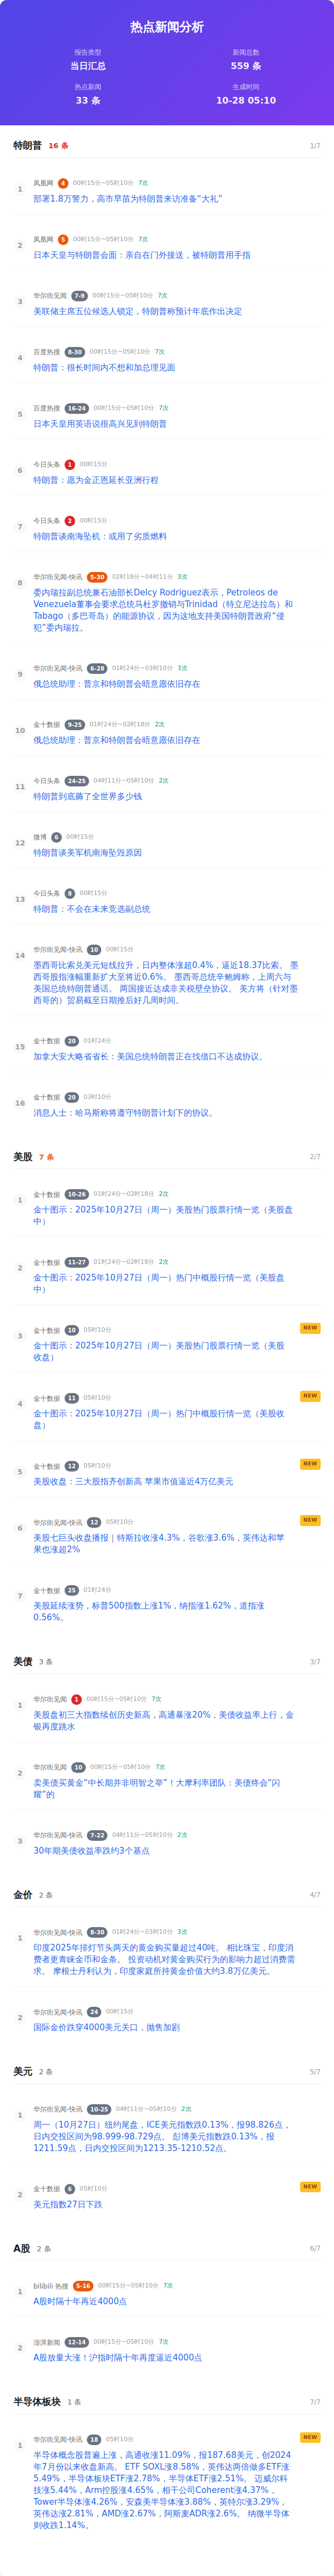 热点新闻分析
报告类型
新闻总数
当日汇总
559 条
热点新闻
生成时间
33 条
10-28 05:10
特朗普 16 条 1/7
1
凤凰网 4 00时15分~05时10分 7次
部署1.8万警力，高市早苗为特朗普来访准备“大礼”
2
凤凰网 5 00时15分~05时10分 7次
日本天皇与特朗普会面：亲自在门外接送，被特朗普用手指
3
华尔街见闻 7-9 00时15分~05时10分 7次
美联储主席五位候选人锁定，特朗普称预计年底作出决定
4
百度热搜 8-30 00时15分~05时10分 7次
特朗普：很长时间内不想和加总理见面
5
百度热搜 16-24 00时15分~05时10分 7次
日本天皇用英语说很高兴见到特朗普
6
今日头条 1 00时15分
特朗普：愿为金正恩延长亚洲行程
7
今日头条 2 00时15分
特朗普谈南海坠机：或用了劣质燃料
8
华尔街见闻-快讯 5-30 02时18分~04时11分 3次
委内瑞拉副总统兼石油部长Delcy Rodriguez表示，Petroleos de
Venezuela董事会要求总统马杜罗撤销与Trinidad（特立尼达拉岛）和
Tabago（多巴哥岛）的能源协议，因为这地支持美国特朗普政府“侵
犯”委内瑞拉。
9
华尔街见闻-快讯 6-28 01时24分~03时10分 3次
俄总统助理：普京和特朗普会晤意愿依旧存在
10
金十数据 9-25 01时24分~02时18分 2次
俄总统助理：普京和特朗普会晤意愿依旧存在
11
今日头条 24-25 04时11分~05时10分 2次
特朗普到底薅了全世界多少钱
12
微博 6 00时15分
特朗普谈美军机南海坠毁原因
13
今日头条 8 00时15分
特朗普：不会在未来竞选副总统
14
华尔街见闻-快讯 10 00时15分
墨西哥比索兑美元短线拉升，日内整体涨超0.4%，逼近18.37比索。 墨
西哥股指涨幅重新扩大至将近0.6%。 墨西哥总统辛鲍姆称，上周六与
美国总统特朗普通话。 两国接近达成非关税壁垒协议。 美方将（针对墨
西哥的）贸易截至日期推后好几周时间。
15
金十数据 20 01时24分
加拿大安大略省省长：美国总统特朗普正在找借口不达成协议。
16
金十数据 20 03时10分
消息人士：哈马斯称将遵守特朗普计划下的协议。
美股 7 条 2/7
1
金十数据 10-26 01时24分~02时18分 2次
金十图示：2025年10月27日（周一）美股热门股票行情一览（美股盘
中）
2
金十数据 11-27 01时24分~02时18分 2次
金十图示：2025年10月27日（周一）热门中概股行情一览（美股盘
中）
3
金十数据 10 05时10分 NEW
金十图示：2025年10月27日（周一）美股热门股票行情一览（美股
收盘）
4
金十数据 11 05时10分 NEW
金十图示：2025年10月27日（周一）热门中概股行情一览（美股收
盘）
5
金十数据 12 05时10分 NEW
美股收盘：三大股指齐创新高 苹果市值逼近4万亿美元
6
华尔街见闻-快讯 12 05时10分 NEW
美股七巨头收盘播报｜特斯拉收涨4.3%，谷歌涨3.6%，英伟达和苹
果也涨超2%
7
金十数据 25 01时24分
美股延续涨势，标普500指数上涨1%，纳指涨1.62%，道指涨
0.56%。
美债 3 条 3/7
1
华尔街见闻 1 00时15分~05时10分 7次
美股盘初三大指数续创历史新高，高通暴涨20%，美债收益率上行，金
银再度跳水
2
华尔街见闻 10 00时15分~05时10分 7次
卖美债买黄金“中长期并非明智之举”！大摩利率团队：美债终会“闪
耀”的
3
华尔街见闻-快讯 7-22 04时11分~05时10分 2次
30年期美债收益率跌约3个基点
金价 2 条 4/7
1
华尔街见闻-快讯 8-30 01时24分~03时10分 3次
印度2025年排灯节头两天的黄金购买量超过40吨。 相比珠宝，印度消
费者更青睐金币和金条。 投资动机对黄金购买行为的影响力超过消费需
求。 摩根士丹利认为，印度家庭所持黄金价值大约3.8万亿美元。
2
华尔街见闻-快讯 24 00时15分
国际金价跌穿4000美元关口，抛售加剧
美元 2 条 5/7
1
华尔街见闻-快讯 10-25 04时11分~05时10分 2次
周一（10月27日）纽约尾盘，ICE美元指数跌0.13%，报98.826点，
日内交投区间为98.999-98.729点。 彭博美元指数跌0.13%，报
1211.59点，日内交投区间为1213.35-1210.52点。
2
金十数据 6 05时10分 NEW
美元指数27日下跌
A股 2 条 6/7
1
bilibili 热搜 5-16 00时15分~05时10分 7次
A股时隔十年再近4000点
2
澎湃新闻 12-14 00时15分~05时10分 7次
A股放量大涨！沪指时隔十年再度逼近4000点
半导体板块 1 条 7/7
1
华尔街见闻-快讯 18 05时10分 NEW
半导体概念股普遍上涨，高通收涨11.09%，报187.68美元，创2024
年7月份以来收盘新高。 ETF SOXL涨8.58%，英伟达两倍做多ETF涨
5.49%，半导体板块ETF涨2.78%，半导体ETF涨2.51%。 迈威尔科
技涨5.44%，Arm控股涨4.65%，相干公司Coherent涨4.37%，
Tower半导体涨4.26%，安森美半导体涨3.88%，英特尔涨3.29%，
英伟达涨2.81%，AMD涨2.67%，阿斯麦ADR涨2.6%。 纳微半导体
则收跌1.14%。